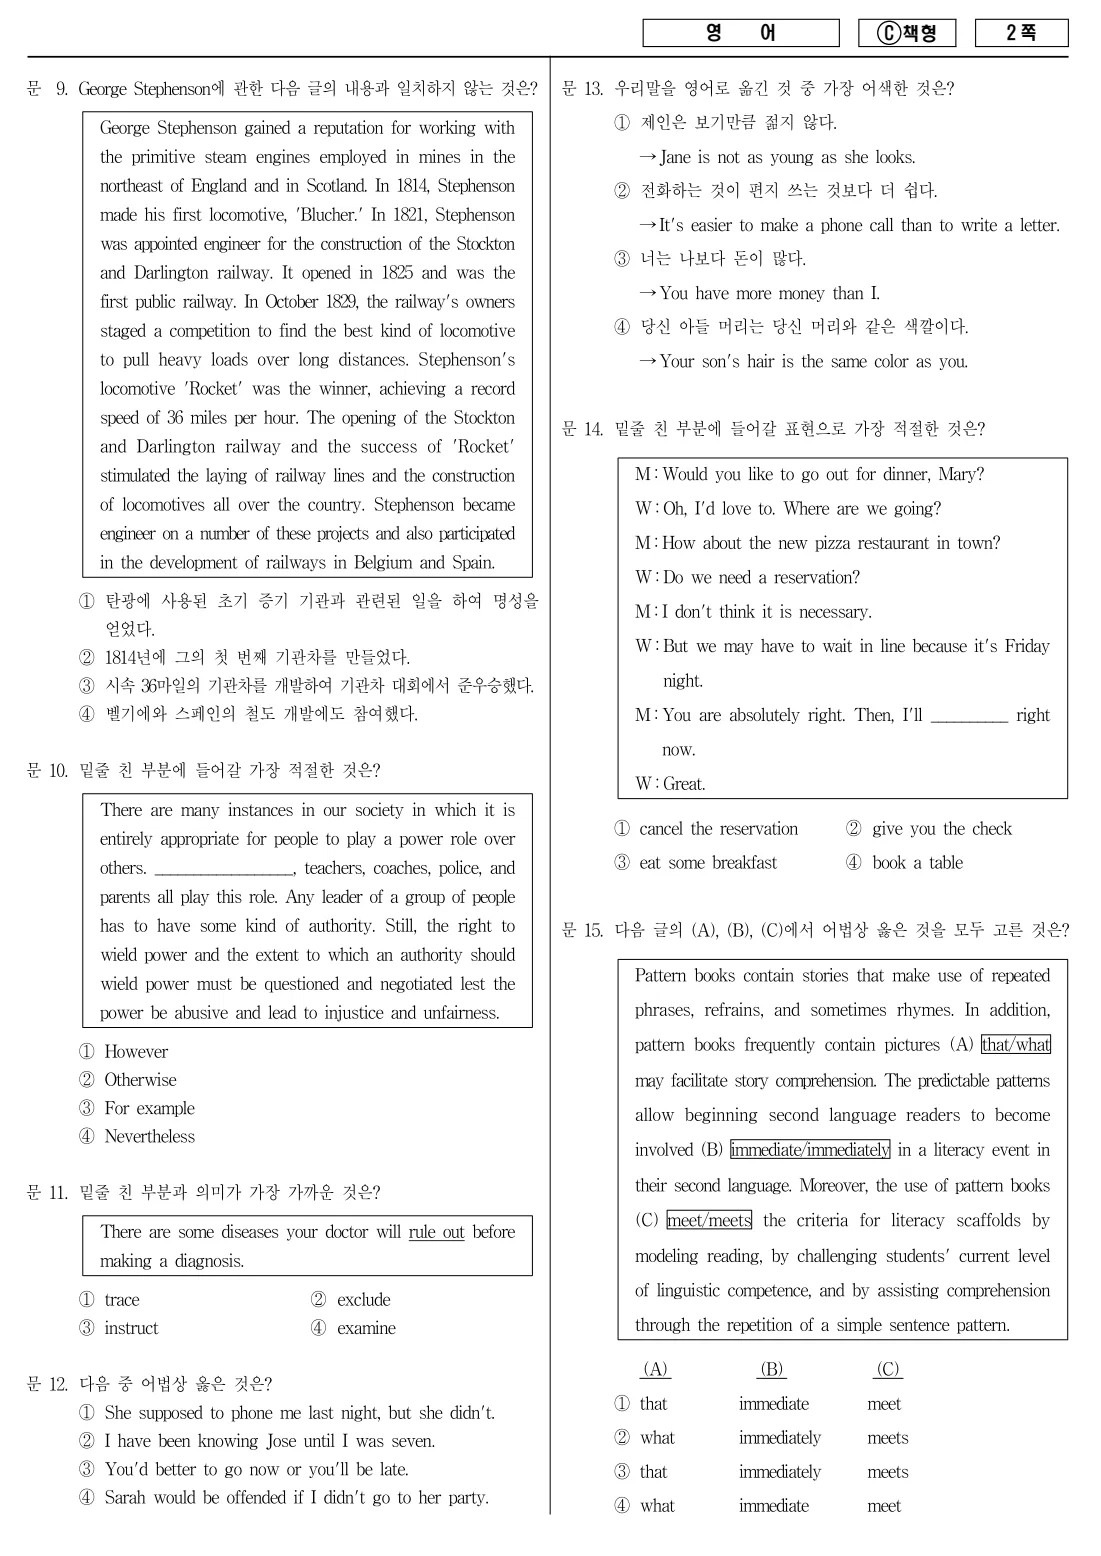 영 어
Ⓒ책형
2 쪽
문 9. George Stephenson에 관한 다음 글의 내용과 일치하지 않는 것은?
George Stephenson gained a reputation for working with
the primitive steam engines employed in mines in the
northeast of England and in Scotland. In 1814, Stephenson
made his first locomotive, 'Blucher.' In 1821, Stephenson
was appointed engineer for the construction of the Stockton
and Darlington railway. It opened in 1825 and was the
first public railway. In October 1829, the railway's owners
staged a competition to find the best kind of locomotive
to pull heavy loads over long distances. Stephenson's
locomotive 'Rocket' was the winner, achieving a record
speed of 36 miles per hour. The opening of the Stockton
and Darlington railway and the success of 'Rocket'
stimulated the laying of railway lines and the construction
of locomotives all over the country. Stephenson became
engineer on a number of these projects and also participated
in the development of railways in Belgium and Spain.
① 탄광에 사용된 초기 증기 기관과 관련된 일을 하여 명성을
얻었다.
② 1814년에 그의 첫 번째 기관차를 만들었다.
③ 시속 36마일의 기관차를 개발하여 기관차 대회에서 준우승했다.
④ 벨기에와 스페인의 철도 개발에도 참여했다.
문 10. 밑줄 친 부분에 들어갈 가장 적절한 것은?
There are many instances in our society in which it is
entirely appropriate for people to play a power role over
others. ________________, teachers, coaches, police, and
parents all play this role. Any leader of a group of people
has to have some kind of authority. Still, the right to
wield power and the extent to which an authority should
wield power must be questioned and negotiated lest the
power be abusive and lead to injustice and unfairness.
① However
② Otherwise
③ For example
④ Nevertheless
문 11. 밑줄 친 부분과 의미가 가장 가까운 것은?
There are some diseases your doctor will rule out before
making a diagnosis.
① trace ② exclude
③ instruct ④ examine
문 12. 다음 중 어법상 옳은 것은?
① She supposed to phone me last night, but she didn't.
② I have been knowing Jose until I was seven.
③ You'd better to go now or you'll be late.
④ Sarah would be offended if I didn't go to her party.
문 13. 우리말을 영어로 옮긴 것 중 가장 어색한 것은?
① 제인은 보기만큼 젊지 않다.
→Jane is not as young as she looks.
② 전화하는 것이 편지 쓰는 것보다 더 쉽다.
→It's easier to make a phone call than to write a letter.
③ 너는 나보다 돈이 많다.
→You have more money than I.
④ 당신 아들 머리는 당신 머리와 같은 색깔이다.
→Your son's hair is the same color as you.
문 14. 밑줄 친 부분에 들어갈 표현으로 가장 적절한 것은?
M : Would you like to go out for dinner, Mary?
W : Oh, I'd love to. Where are we going?
M : How about the new pizza restaurant in town?
W : Do we need a reservation?
M : I don't think it is necessary.
W : But we may have to wait in line because it's Friday
night.
M : You are absolutely right. Then, I'll _________ right
now.
W : Great.
① cancel the reservation ② give you the check
③ eat some breakfast ④ book a table
문 15. 다음 글의 (A), (B), (C)에서 어법상 옳은 것을 모두 고른 것은?
Pattern books contain stories that make use of repeated
phrases, refrains, and sometimes rhymes. In addition,
pattern books frequently contain pictures (A) that/what
may facilitate story comprehension. The predictable patterns
allow beginning second language readers to become
involved (B) immediate/immediately in a literacy event in
their second language. Moreover, the use of pattern books
(C) meet/meets the criteria for literacy scaffolds by
modeling reading, by challenging students' current level
of linguistic competence, and by assisting comprehension
through the repetition of a simple sentence pattern.
(A) (B) (C)
① that immediate meet
② what immediately meets
③ that immediately meets
④ what immediate meet